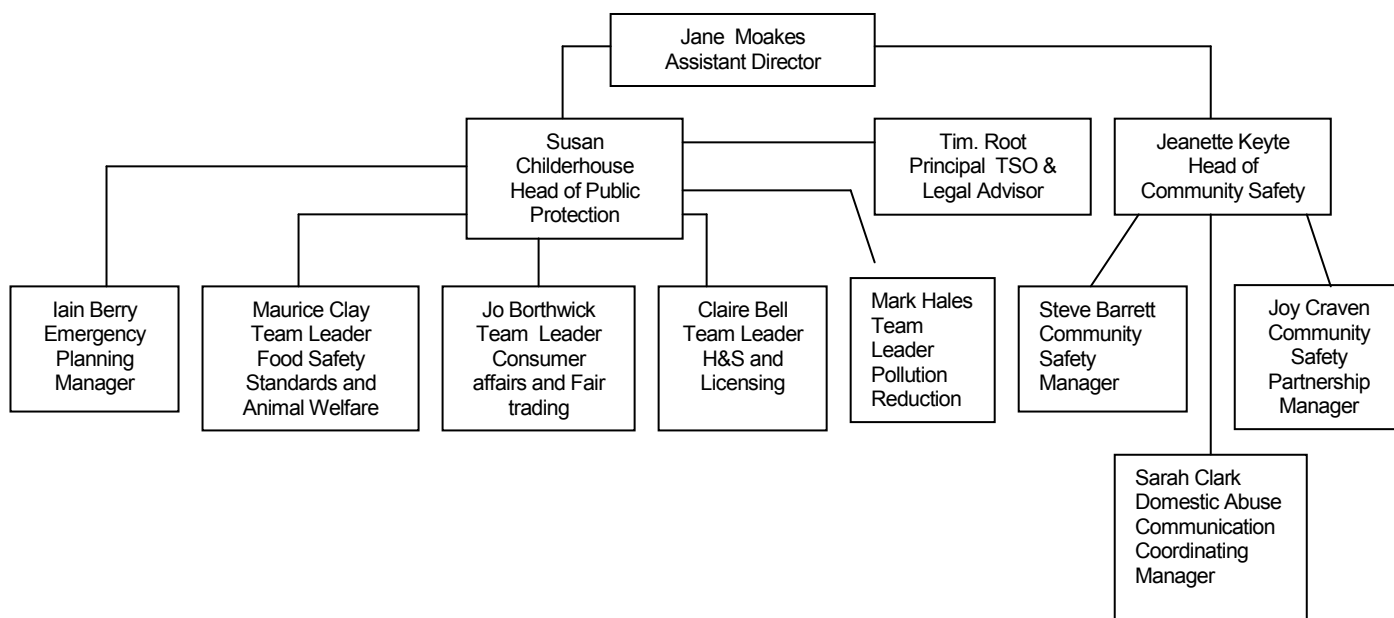 Jane Moakes
Assistant Director
Susan
Childerhouse
Head of Public
Protection
Tim. Root
Principal TSO &
Legal Advisor
Jeanette Keyte
Head of
Community Safety
Iain Berry
Emergency
Planning
Manager
Maurice Clay
Team Leader
Food Safety
Standards and
Animal Welfare
Jo Borthwick
Team Leader
Consumer
affairs and Fair
trading
Claire Bell
Team Leader
H&S and
Licensing
Mark Hales
Team
Leader
Pollution
Reduction
Steve Barrett
Community
Safety
Manager
Joy Craven
Community
Safety
Partnership
Manager
Sarah Clark
Domestic Abuse
Communication
Coordinating
Manager